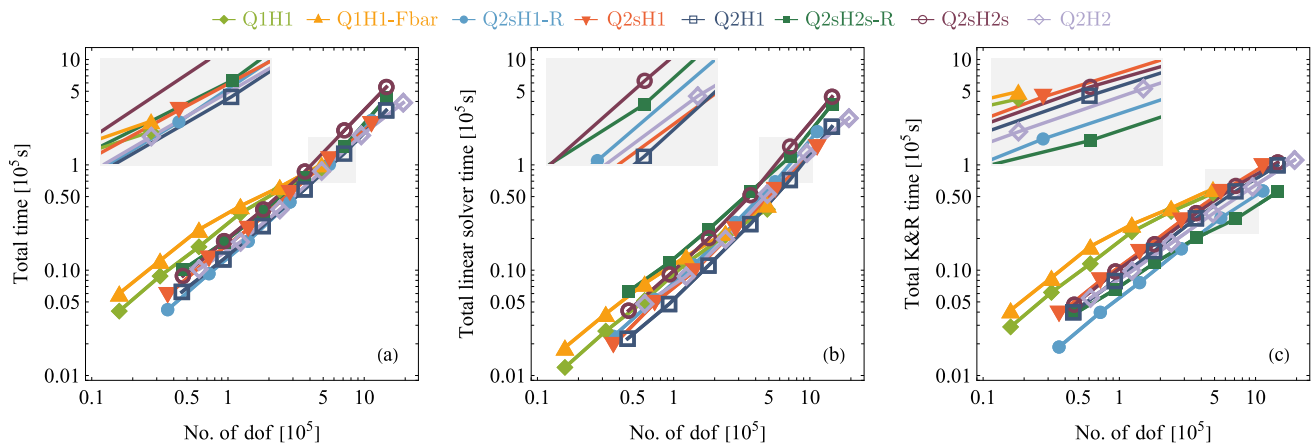 Q1H1 Q1H1-Fbar Q2sH1-R Q2sH1 Q2H1 Q2sH2s-R Q2sH2s Q2H2
Total time [10⁵ s]
10
5
1
0.50
0.10
0.05
0.01
0.1 0.5 1 5 10
No. of dof [10⁵]
(a)
Total linear solver time [10⁵ s]
10
5
1
0.50
0.10
0.05
0.01
0.1 0.5 1 5 10
No. of dof [10⁵]
(b)
Total K&R time [10⁵ s]
10
5
1
0.50
0.10
0.05
0.01
0.1 0.5 1 5 10
No. of dof [10⁵]
(c)